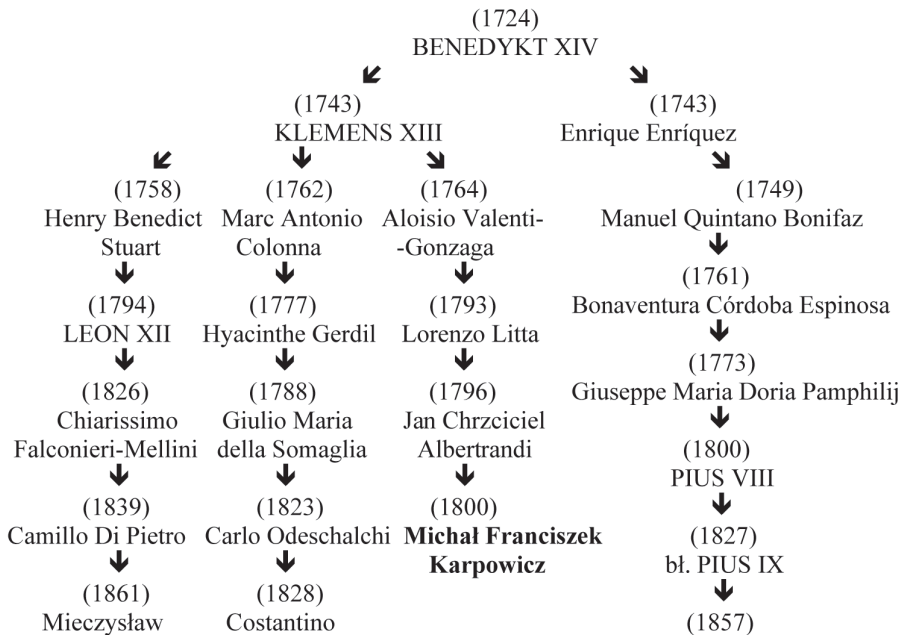 (1724)
BENEDYKT XIV
(1743)
KLEMENS XIII
(1743)
Enrique Enríquez
(1758)
Henry Benedict
Stuart
(1762)
Marc Antonio
Colonna
(1764)
Aloisio Valenti-
-Gonzaga
(1749)
Manuel Quintano Bonifaz
(1794)
LEON XII
(1777)
Hyacinthe Gerdil
(1793)
Lorenzo Litta
(1761)
Bonaventura Córdoba Espinosa
(1826)
Chiarissimo
Falconieri-Mellini
(1788)
Giulio Maria
della Somaglia
(1796)
Jan Chrzciciel
Albertrandi
(1773)
Giuseppe Maria Doria Pamphilij
(1839)
Camillo Di Pietro
(1823)
Carlo Odeschalchi
(1800)
Michał Franciszek
Karpowicz
(1800)
PIUS VIII
(1861)
Mieczysław
(1828)
Costantino
(1827)
bł. PIUS IX
(1857)